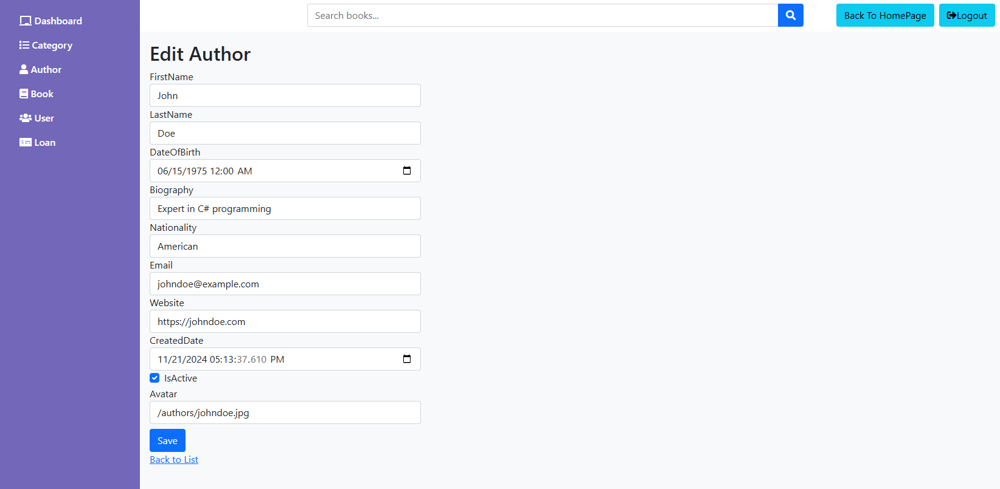 Dashboard
Category
Author
Book
User
Loan
Search books...
Back To HomePage
Logout
Edit Author
FirstName
John
LastName
Doe
DateOfBirth
06/15/1975 12:00 AM
Biography
Expert in C# programming
Nationality
American
Email
johndoe@example.com
Website
https://johndoe.com
CreatedDate
11/21/2024 05:13:37.610 PM
IsActive
Avatar
/authors/johndoe.jpg
Save
Back to List